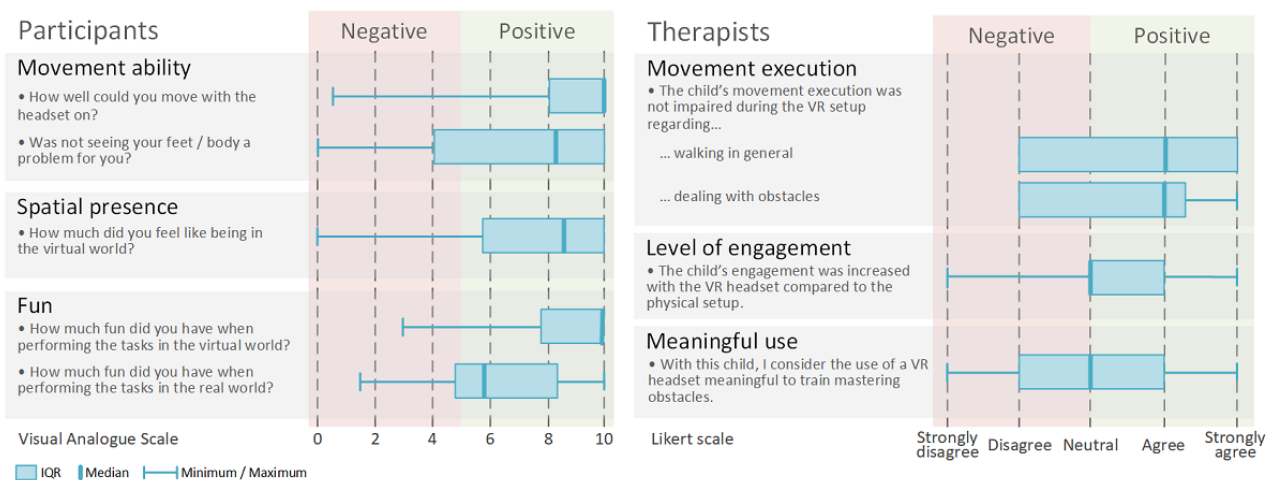 Participants
Negative
Positive
Movement ability
• How well could you move with the
headset on?
• Was not seeing your feet / body a
problem for you?
Spatial presence
• How much did you feel like being in
the virtual world?
Fun
• How much fun did you have when
performing the tasks in the virtual world?
• How much fun did you have when
performing the tasks in the real world?
Visual Analogue Scale
0 2 4 6 8 10
IQR Median Minimum / Maximum
Therapists
Negative
Positive
Movement execution
• The child's movement execution was
not impaired during the VR setup
regarding...
... walking in general
... dealing with obstacles
Level of engagement
• The child's engagement was increased
with the VR headset compared to the
physical setup.
Meaningful use
• With this child, I consider the use of a VR
headset meaningful to train mastering
obstacles.
Likert scale
Strongly
disagree
Disagree
Neutral
Agree
Strongly
agree